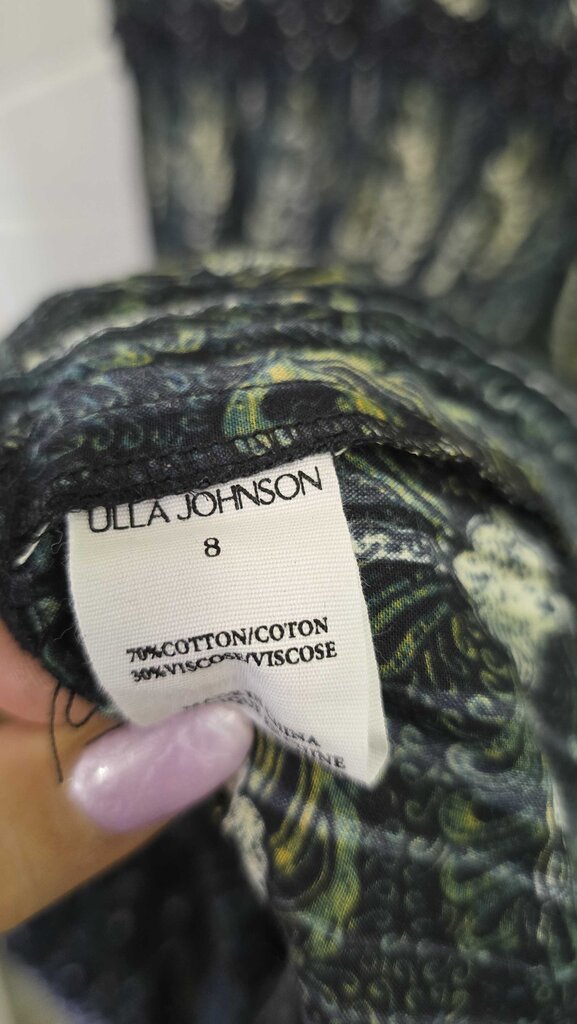 ULLA JOHNSON
8
70%COTTON/COTON
30%VISCOSE/VISCOSE